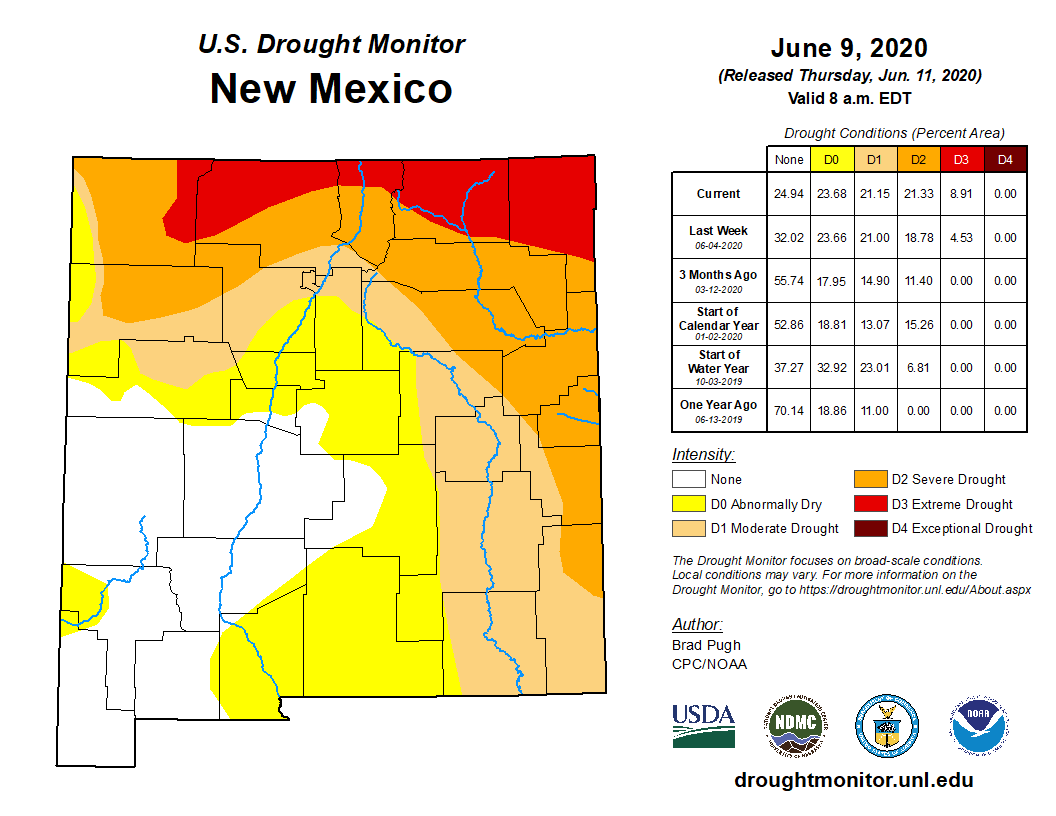 U.S. Drought Monitor
New Mexico
June 9, 2020
(Released Thursday, Jun. 11, 2020)
Valid 8 a.m. EDT
Drought Conditions (Percent Area)
None D0 D1 D2 D3 D4
Current 24.94 23.68 21.15 21.33 8.91 0.00
Last Week
06-04-2020
32.02 23.66 21.00 18.78 4.53 0.00
3 Months Ago
03-12-2020
55.74 17.95 14.90 11.40 0.00 0.00
Start of
Calendar Year
01-02-2020
52.86 18.81 13.07 15.26 0.00 0.00
Start of
Water Year
10-03-2019
37.27 32.92 23.01 6.81 0.00 0.00
One Year Ago
06-13-2019
70.14 18.86 11.00 0.00 0.00 0.00
Intensity:
None
D0 Abnormally Dry
D1 Moderate Drought
D2 Severe Drought
D3 Extreme Drought
D4 Exceptional Drought
The Drought Monitor focuses on broad-scale conditions.
Local conditions may vary. For more information on the
Drought Monitor, go to https://droughtmonitor.unl.edu/About.aspx
Author:
Brad Pugh
CPC/NOAA
USDA
NDMC
NOAA
droughtmonitor.unl.edu